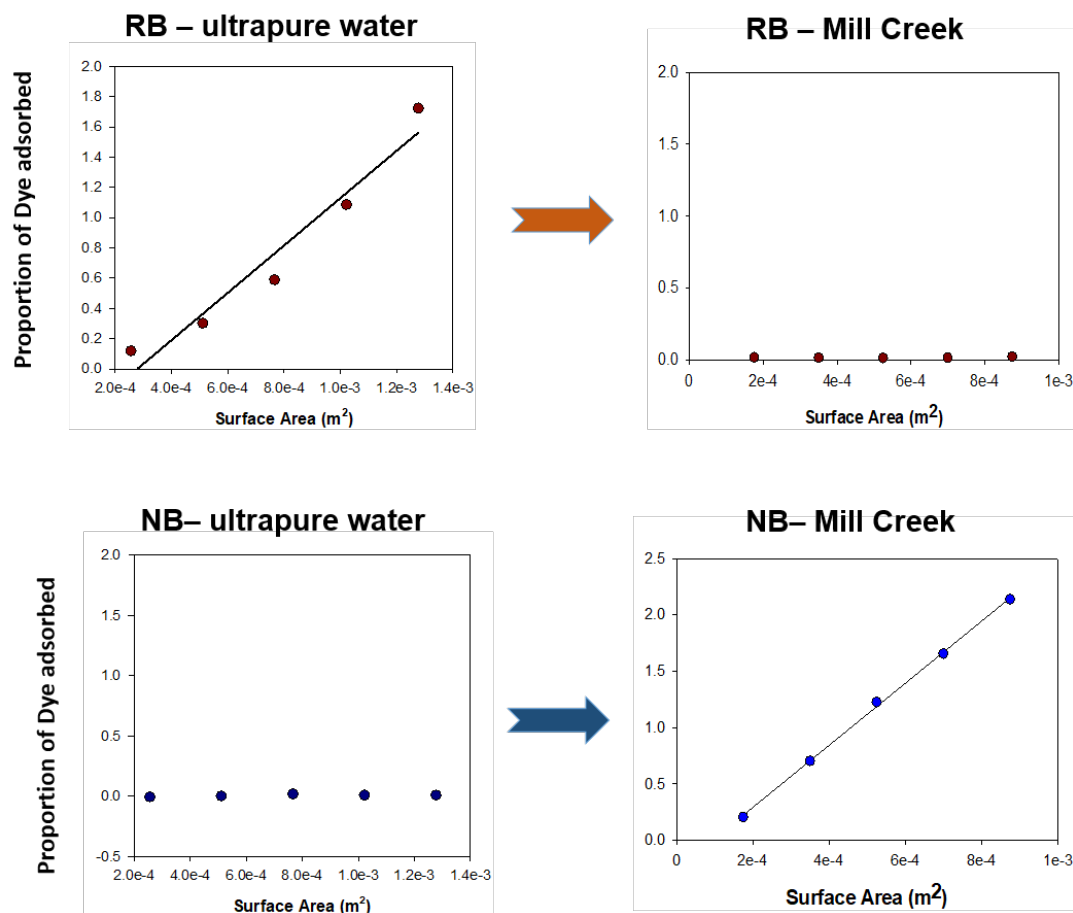 RB – ultrapure water
Proportion of Dye adsorbed
2.0
1.8
1.6
1.4
1.2
1.0
0.8
0.6
0.4
0.2
0.0
2.0e-4 4.0e-4 6.0e-4 8.0e-4 1.0e-3 1.2e-3 1.4e-3
Surface Area (m²)
RB – Mill Creek
2.0
1.5
1.0
0.5
0.0
0 2e-4 4e-4 6e-4 8e-4 1e-3
Surface Area (m²)
NB– ultrapure water
Proportion of Dye adsorbed
2.0
1.5
1.0
0.5
0.0
-0.5
2.0e-4 4.0e-4 6.0e-4 8.0e-4 1.0e-3 1.2e-3 1.4e-3
Surface Area (m²)
NB– Mill Creek
2.5
2.0
1.5
1.0
0.5
0.0
0 2e-4 4e-4 6e-4 8e-4 1e-3
Surface Area (m²)